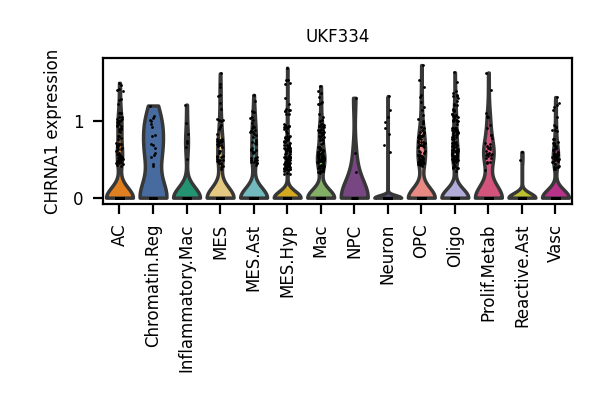 UKF334
CHRNA1 expression
1
0
AC
Chromatin.Reg
Inflammatory.Mac
MES
MES.Ast
MES.Hyp
Mac
NPC
Neuron
OPC
Oligo
Prolif.Metab
Reactive.Ast
Vasc